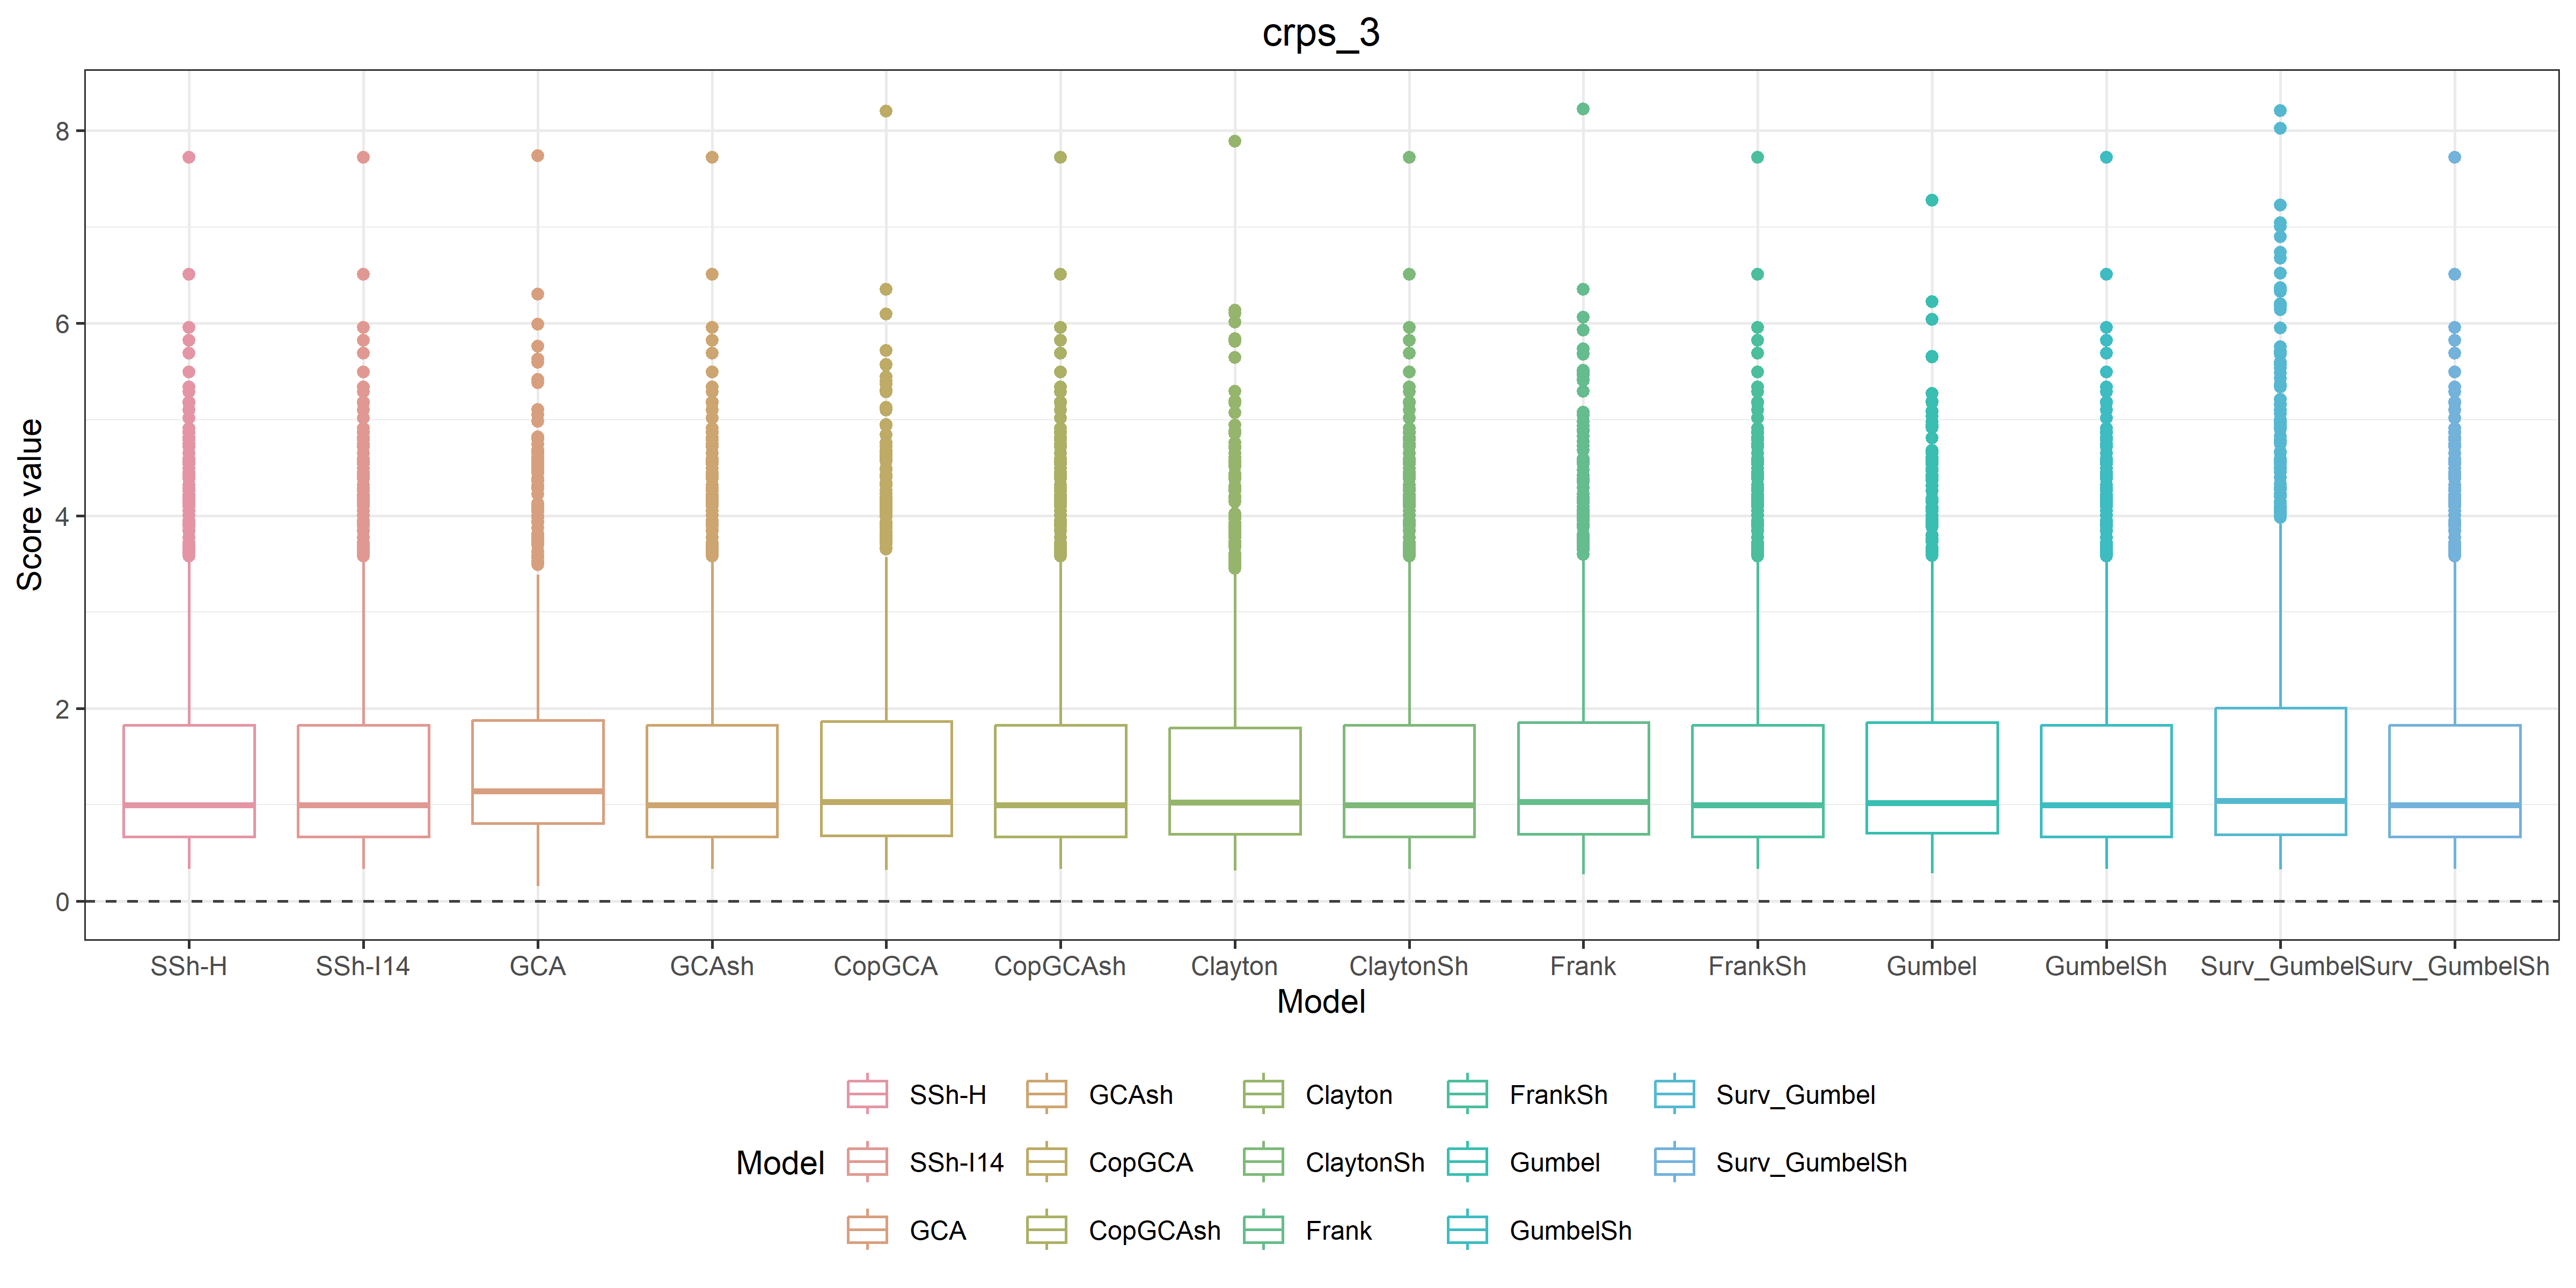 crps_3
Score value
8
6
4
2
0
SSh-H SSh-I14 GCA GCAsh CopGCA CopGCAsh Clayton ClaytonSh Frank FrankSh Gumbel GumbelSh Surv_Gumbel Surv_GumbelSh
Model
Model
SSh-H GCAsh Clayton FrankSh Surv_Gumbel
SSh-I14 CopGCA ClaytonSh Gumbel Surv_GumbelSh
GCA CopGCAsh Frank GumbelSh